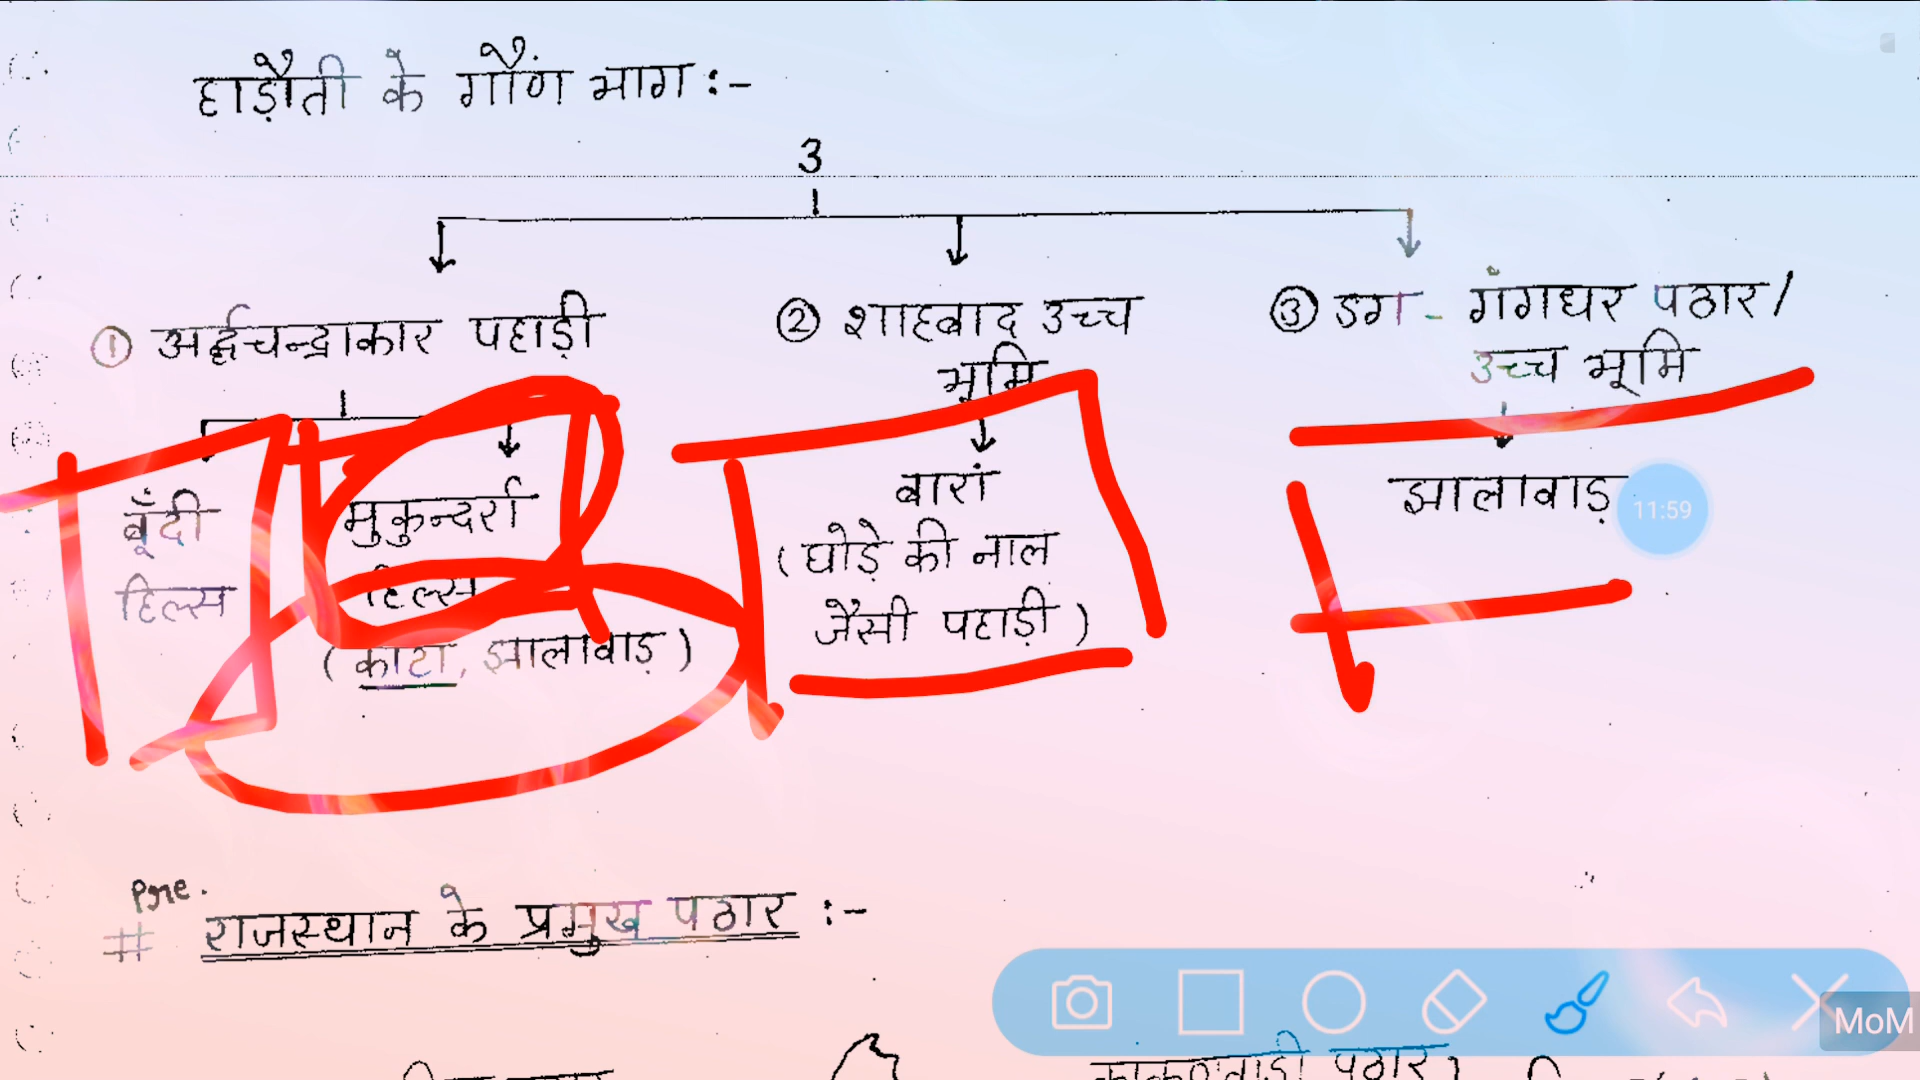 हाड़ौती के गौण भाग :-
3
① अर्द्धचन्द्राकार पहाड़ी
② शाहबाद उच्च
भूमि
③ डग - गंगधर पठार/
उच्च भूमि
बूँदी
हिल्स
मुकुन्दर्रा
हिल्स
(कोटा, झालावाड़)
बारां
(घोड़े की नाल
जैसी पहाड़ी)
झालावाड़
11:59
Pre.
# राजस्थान के प्रमुख पठार :-
MoM